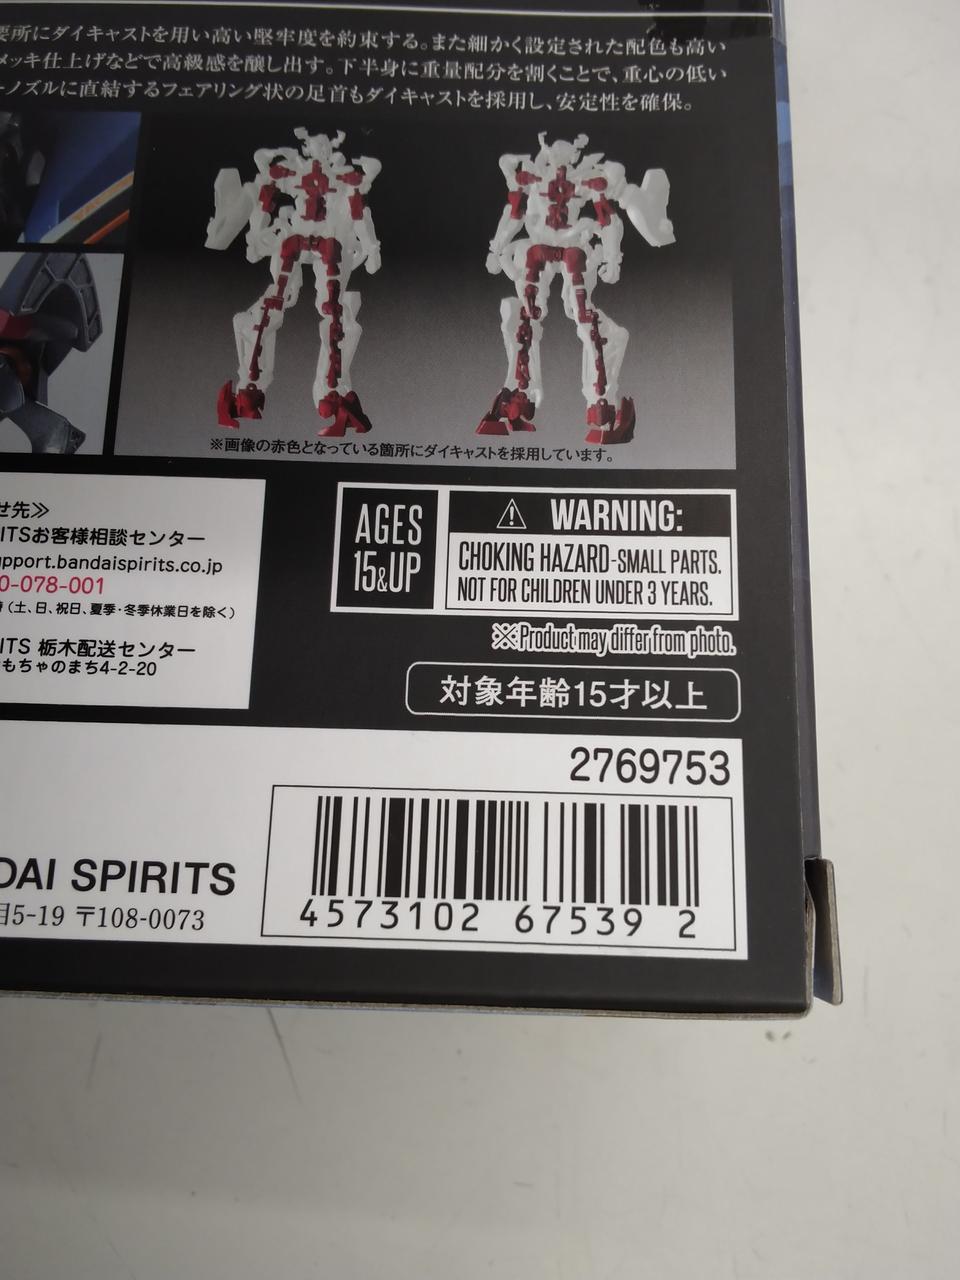 要所にダイキャストを用い高い堅牢度を約束する。また細かく設定された配色も高い
メッキ仕上げなどで高級感を醸し出す。下半身に重量配分を割くことで、重心の低い
ーノズルに直結するフェアリング状の足首もダイキャストを採用し、安定性を確保。
※画像の赤色となっている箇所にダイキャストを採用しています。
せ先≫
ITSお客様相談センター
upport.bandaispirits.co.jp
0-078-001
(土、日、祝日、夏季・冬季休業日を除く)
ITS 栃木配送センター
もちゃのまち4-2-20
AGES
15&UP
⚠ WARNING:
CHOKING HAZARD-SMALL PARTS.
NOT FOR CHILDREN UNDER 3 YEARS.
※Product may differ from photo.
対象年齢15才以上
2769753
DAI SPIRITS
目5-19 〒108-0073
4573102 67539 2